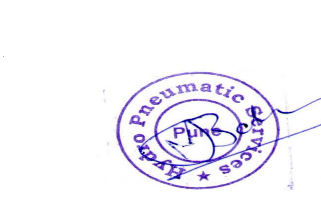 Hydro Pneumatic Services ★
Pune